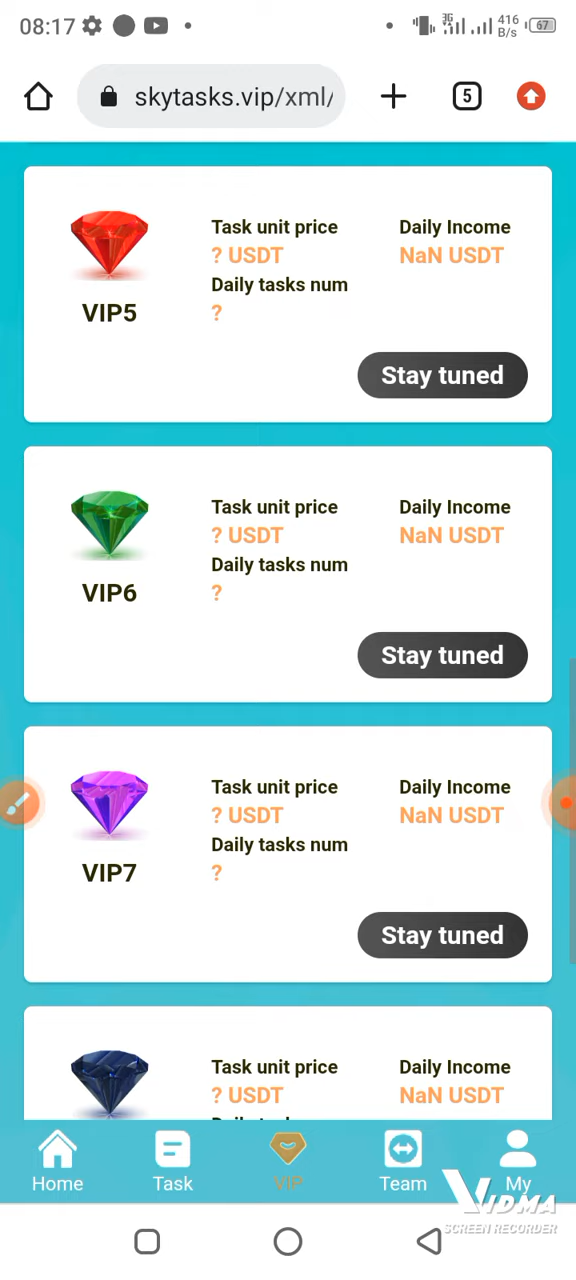 08:17
3G
416
B/s
67
skytasks.vip/xml/
5
Task unit price
Daily Income
? USDT
NaN USDT
Daily tasks num
?
VIP5
Stay tuned
Task unit price
Daily Income
? USDT
NaN USDT
Daily tasks num
?
VIP6
Stay tuned
Task unit price
Daily Income
? USDT
NaN USDT
Daily tasks num
?
VIP7
Stay tuned
Task unit price
Daily Income
? USDT
NaN USDT
Home
Task
VIP
Team
My
VIDMA
SCREEN RECORDER